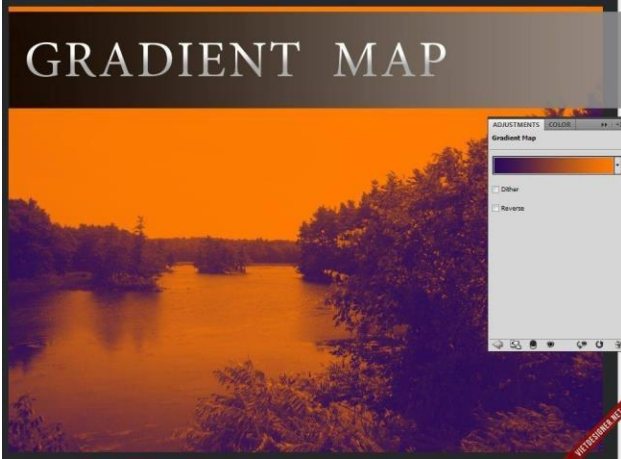 GRADIENT MAP
ADJUSTMENTS COLOR
Gradient Map
Dither
Reverse
VIETDESIGNER.NET